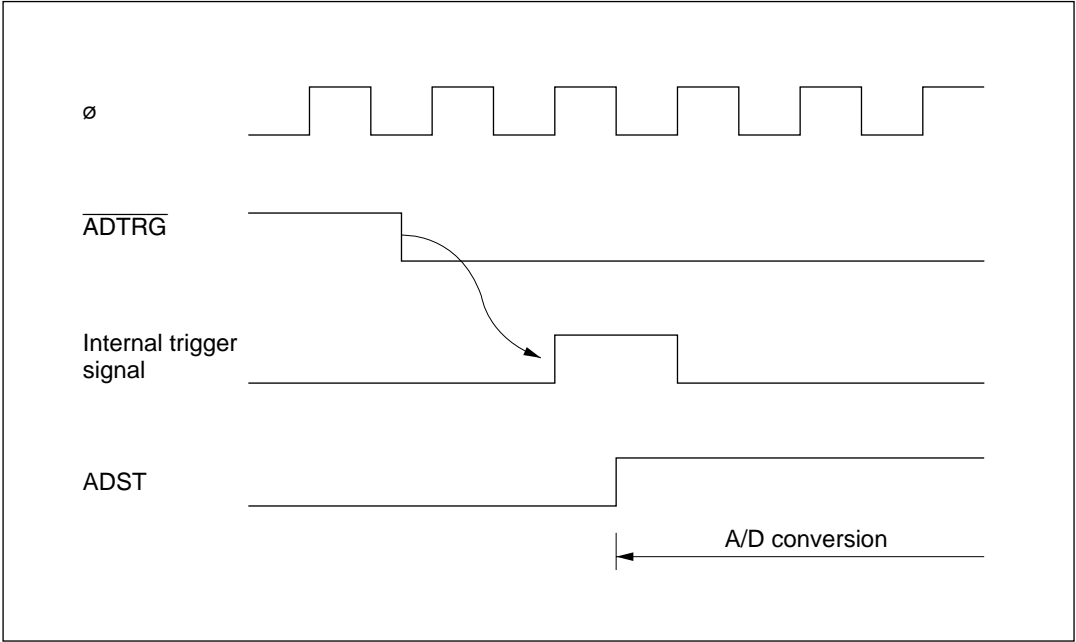 ø
ADTRG
Internal trigger
signal
ADST
A/D conversion